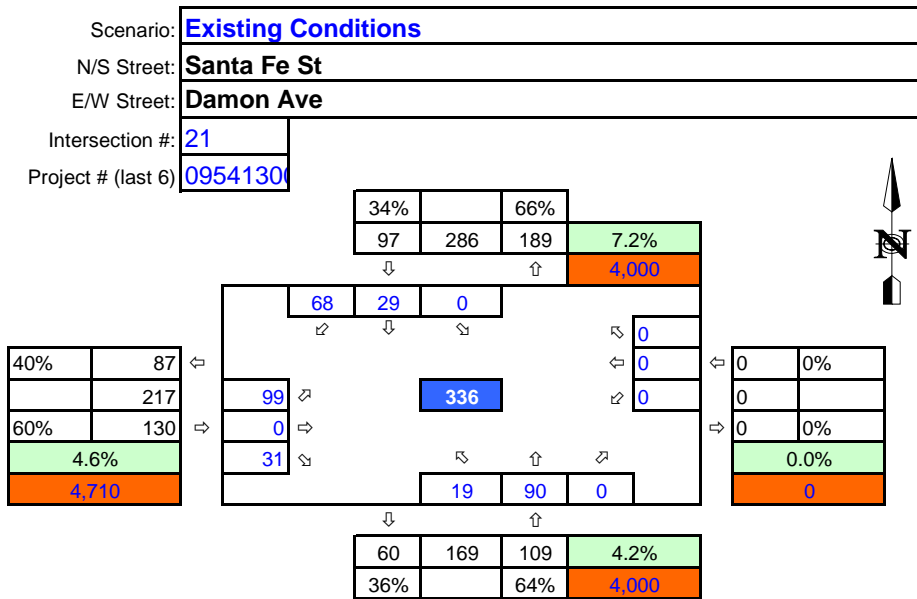 Scenario: Existing Conditions
N/S Street: Santa Fe St
E/W Street: Damon Ave
Intersection #: 21
Project # (last 6) 09541300
34% 66%
97 286 189 7.2%
⇩ ⇧ 4,000
68 29 0
⬃ ⇩ ⬂
N
⬁ 0
40% 87 ⇦ ⇦ 0 ⇦ 0 0%
217 99 ⬀ 336 ⬃ 0 0
60% 130 ⇨ 0 ⇨ ⇨ 0 0%
4.6% 31 ⬂ ⬁ ⇧ ⬀ 0.0%
4,710 19 90 0 0
⇩ ⇧
60 169 109 4.2%
36% 64% 4,000